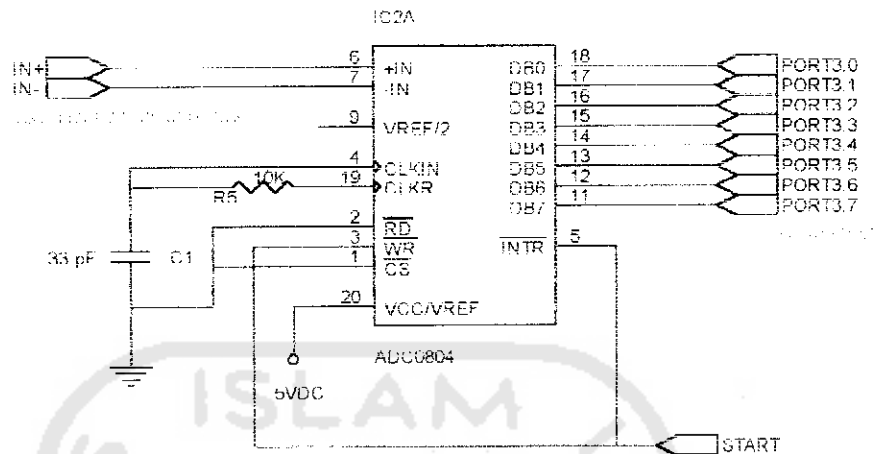 IC2A
IN+
IN-
6
7
+IN
-IN
9
VREF/2
4
CLKIN
10K
19
CLKR
R5
2
RD
3
WR
1
CS
33 pF
C1
20
VCC/VREF
5VDC
ADC0804
DB0
18
PORT3.0
DB1
17
PORT3.1
DB2
16
PORT3.2
DB3
15
PORT3.3
DB4
14
PORT3.4
DB5
13
PORT3.5
DB6
12
PORT3.6
DB7
11
PORT3.7
INTR
5
START
ISLAM